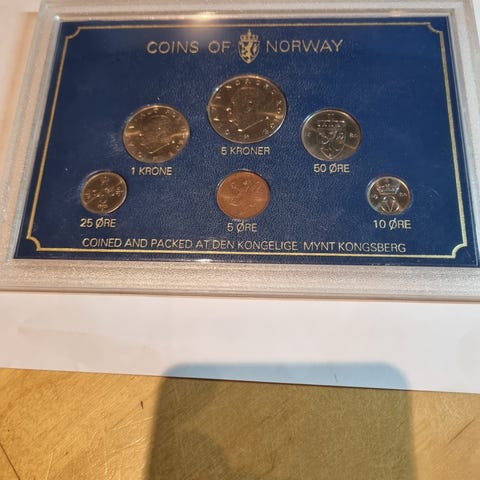 COINS OF NORWAY
1 KRONE
5 KRONER
50 ØRE
25 ØRE
5 ØRE
10 ØRE
COINED AND PACKED AT DEN KONGELIGE MYNT KONGSBERG